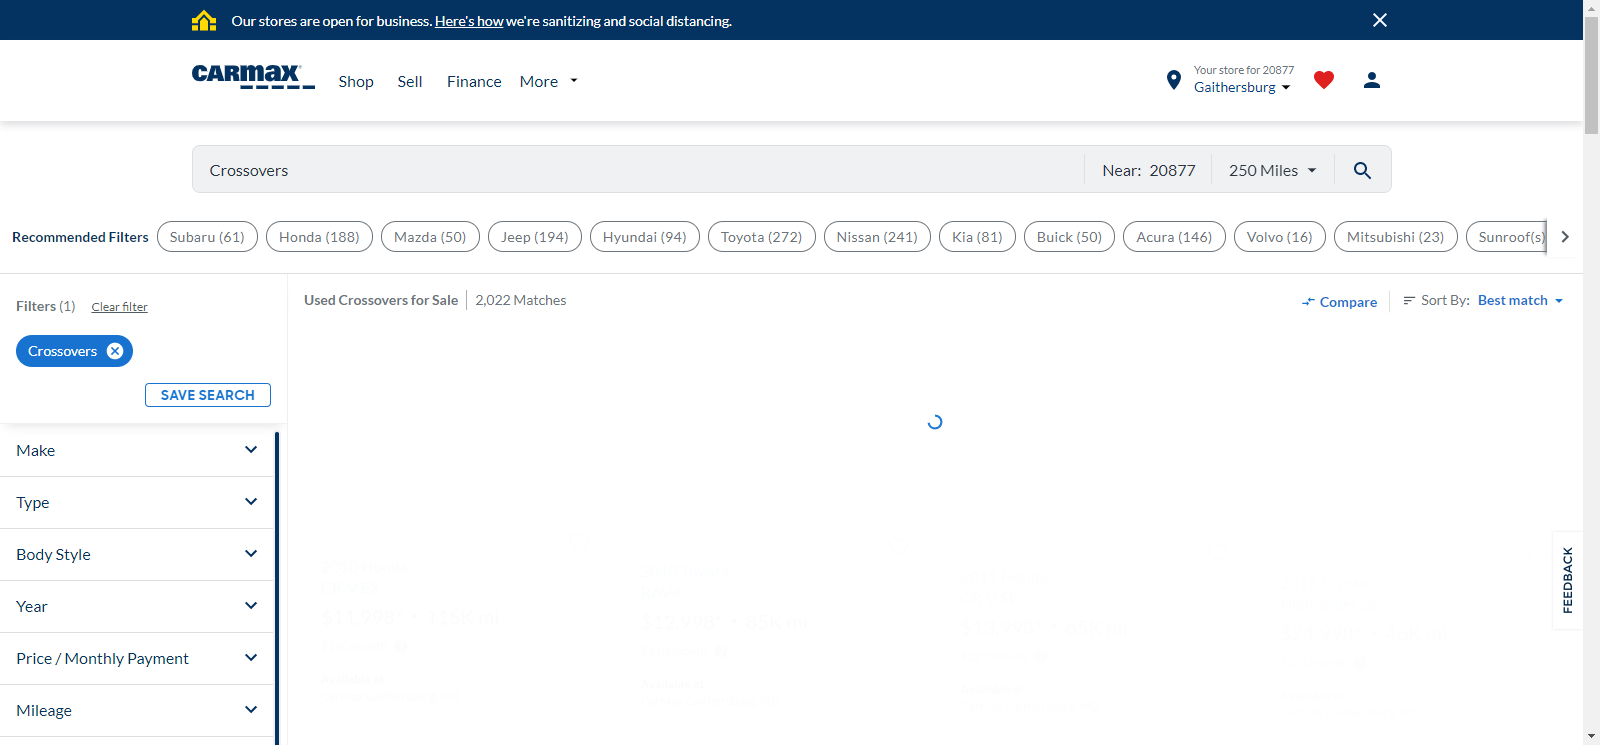 Our stores are open for business. Here's how we're sanitizing and social distancing.
CARMAX
Shop
Sell
Finance
More
Your store for 20877
Gaithersburg
Crossovers
Near: 20877
250 Miles
Recommended Filters
Subaru (61)
Honda (188)
Mazda (50)
Jeep (194)
Hyundai (94)
Toyota (272)
Nissan (241)
Kia (81)
Buick (50)
Acura (146)
Volvo (16)
Mitsubishi (23)
Sunroof(s)
Filters (1)
Clear filter
Used Crossovers for Sale
2,022 Matches
Compare
Sort By: Best match
Crossovers
SAVE SEARCH
Make
Type
Body Style
Year
Price / Monthly Payment
Mileage
FEEDBACK